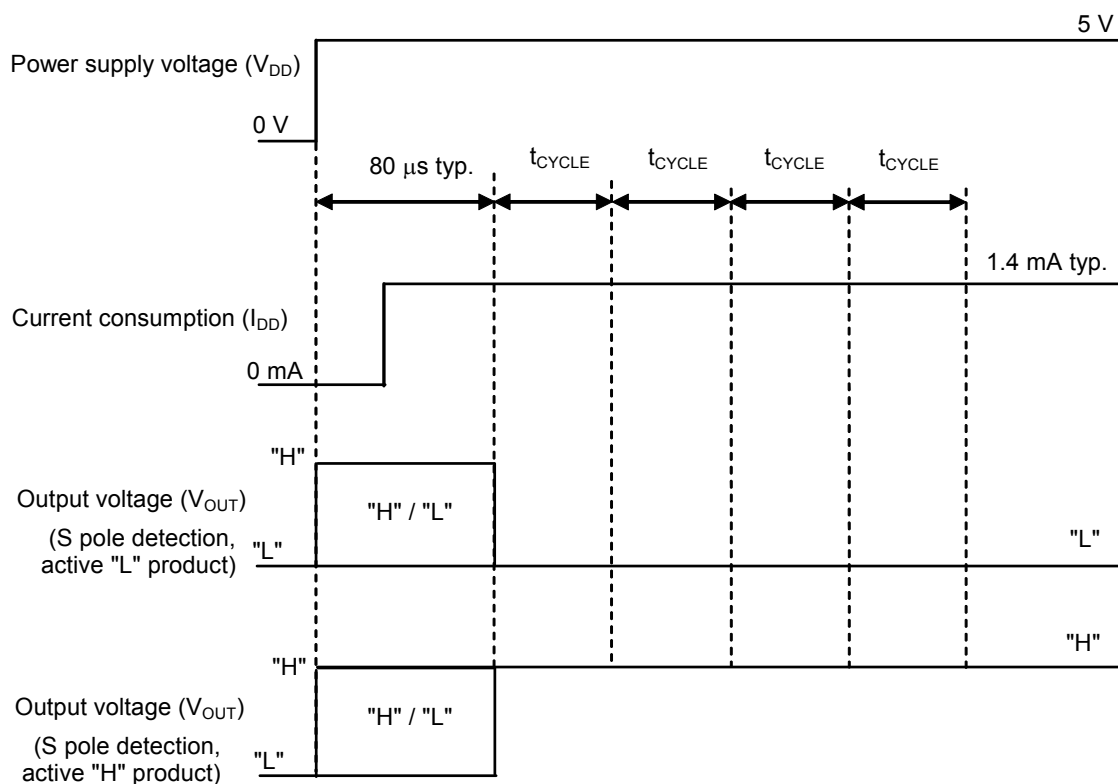 5 V
Power supply voltage (VDD)
0 V
80 μs typ.
tCYCLE
tCYCLE
tCYCLE
tCYCLE
1.4 mA typ.
Current consumption (IDD)
0 mA
"H"
Output voltage (VOUT)
(S pole detection,
active "L" product)
"L"
"H" / "L"
"L"
"H"
"H"
Output voltage (VOUT)
(S pole detection,
active "H" product)
"L"
"H" / "L"